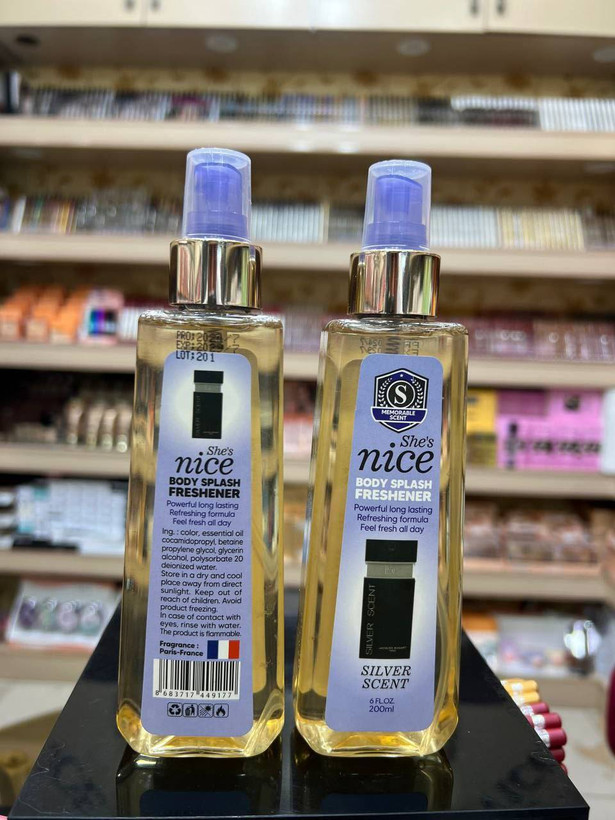 LOT:201
She's
nice
BODY SPLASH
FRESHENER
Powerful long lasting
Refreshing formula
Feel fresh all day
Ing. : color, essential oil
cocamidopropyl, betaine
propylene glycol, glycerin
alcohol, polysorbate 20
deionized water.
Store in a dry and cool
place away from direct
sunlight. Keep out of
reach of children. Avoid
product freezing.
In case of contact with
eyes, rinse with water.
The product is flammable.
Fragrance :
Paris-France
8 683717 449177
S
MEMORABLE
SCENT
She's
nice
BODY SPLASH
FRESHENER
Powerful long lasting
Refreshing formula
Feel fresh all day
SILVER SCENT
SILVER
SCENT
6 FL.OZ.
200ml